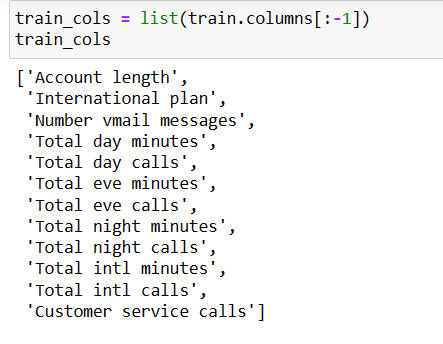 train_cols = list(train.columns[:-1])
train_cols
['Account length',
 'International plan',
 'Number vmail messages',
 'Total day minutes',
 'Total day calls',
 'Total eve minutes',
 'Total eve calls',
 'Total night minutes',
 'Total night calls',
 'Total intl minutes',
 'Total intl calls',
 'Customer service calls']